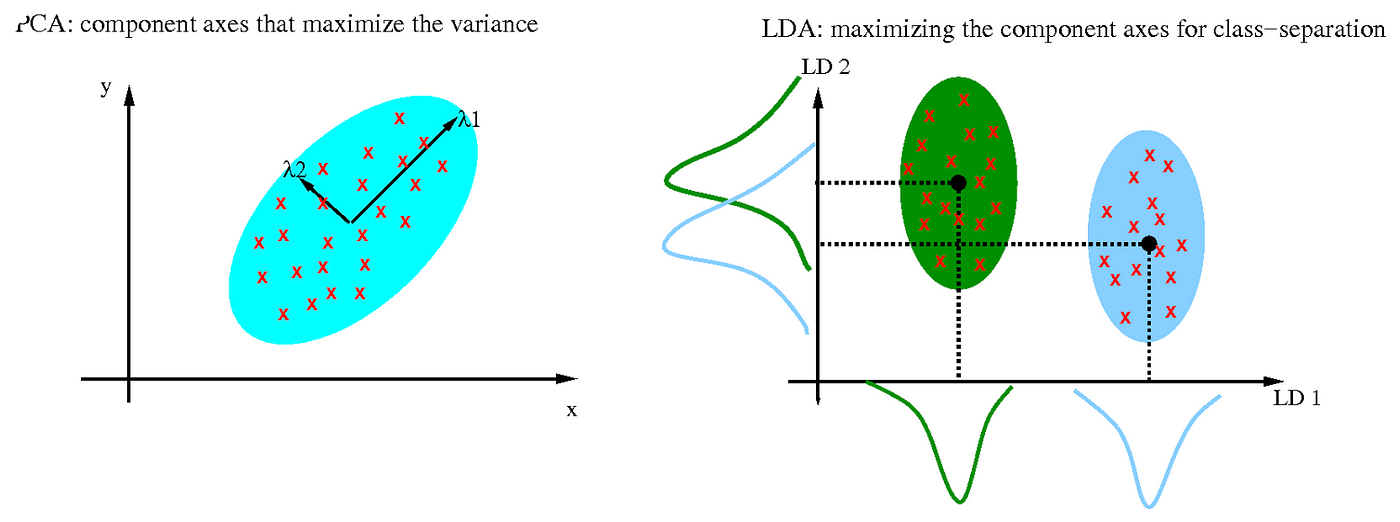 PCA: component axes that maximize the variance
y
λ1
λ2
x
LDA: maximizing the component axes for class−separation
LD 2
LD 1